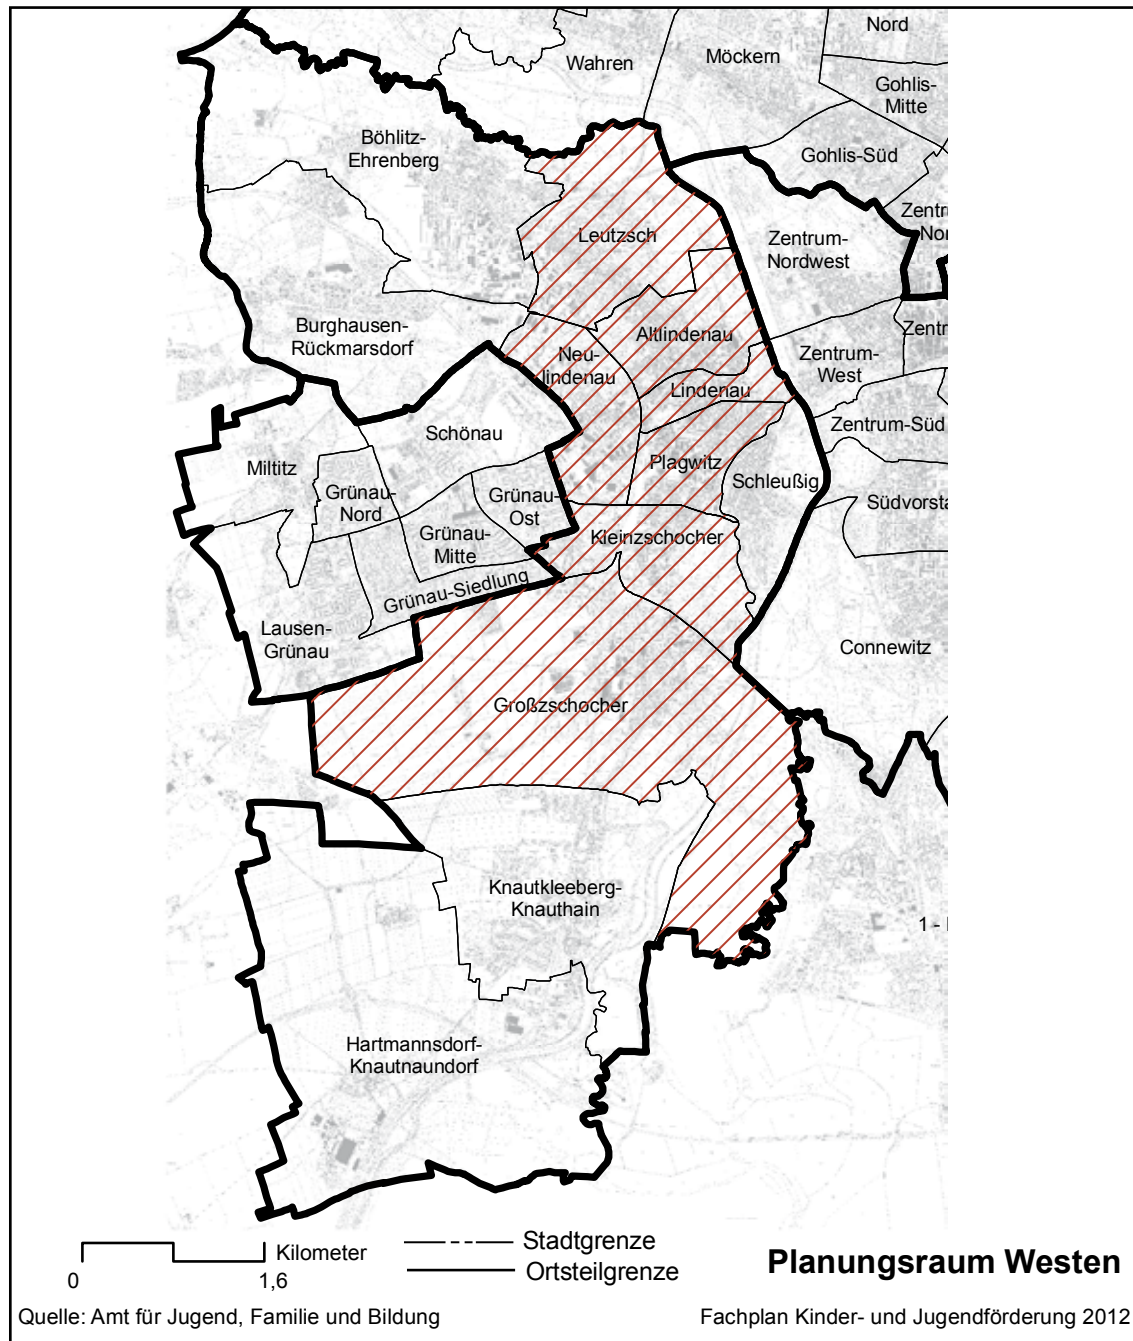 Nord
Wahren
Möckern
Gohlis-
Mitte
Böhlitz-
Ehrenberg
Gohlis-Süd
Leutzsch
Zentrum-
Nordwest
Burghausen-
Rückmarsdorf
Altlindenau
Neu-
lindenau
Zentrum-
West
Lindenau
Zentrum-Süd
Schönau
Miltitz
Plagwitz
Schleußig
Grünau-
Nord
Grünau-
Ost
Südvorsta
Grünau-
Mitte
Kleinzschocher
Grünau-Siedlung
Lausen-
Grünau
Connewitz
Großzschocher
Knautkleeberg-
Knauthain
1 -
Hartmannsdorf-
Knautnaundorf
Kilometer
0 1,6
Stadtgrenze
Ortsteilgrenze
Planungsraum Westen
Quelle: Amt für Jugend, Familie und Bildung
Fachplan Kinder- und Jugendförderung 2012